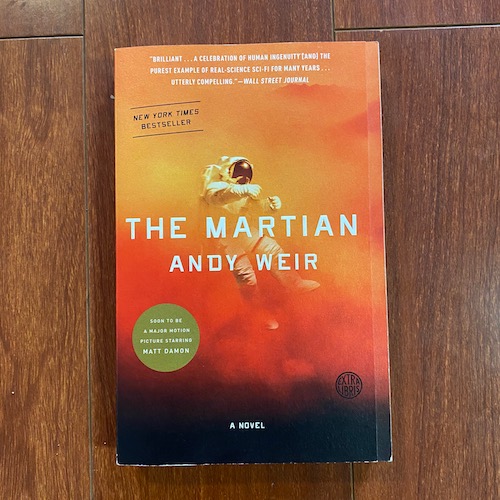 "BRILLIANT . . . A CELEBRATION OF HUMAN INGENUITY [AND] THE
PUREST EXAMPLE OF REAL-SCIENCE SCI-FI FOR MANY YEARS . . .
UTTERLY COMPELLING."—WALL STREET JOURNAL
NEW YORK TIMES
BESTSELLER
THE MARTIAN
ANDY WEIR
SOON TO BE
A MAJOR MOTION
PICTURE STARRING
MATT DAMON
EXTRA
LIBRIS
A NOVEL